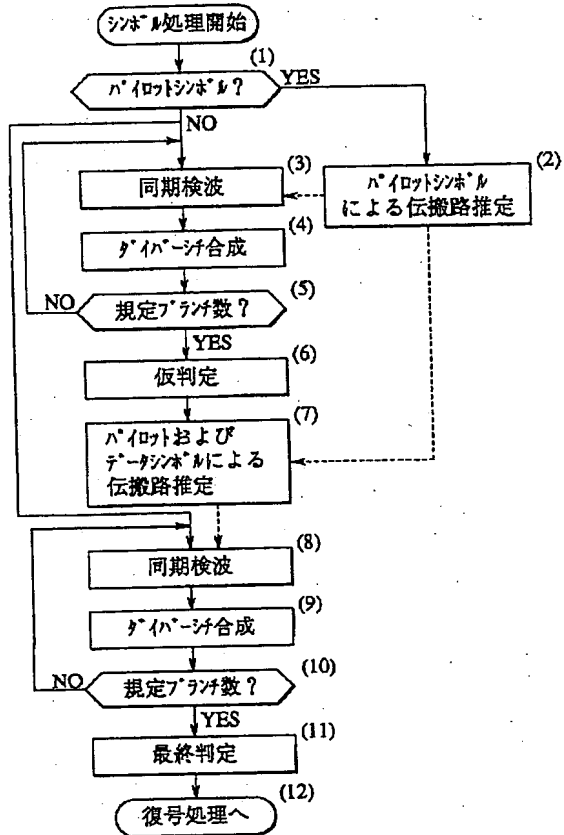 シンボル処理開始
(1)
パイロットシンボル?
YES
NO
(2)
パイロットシンボル
による伝搬路推定
(3)
同期検波
(4)
ダイバーシチ合成
(5)
規定ブランチ数?
NO
YES
(6)
仮判定
(7)
パイロットおよび
データシンボルによる
伝搬路推定
(8)
同期検波
(9)
ダイバーシチ合成
(10)
規定ブランチ数?
NO
YES
(11)
最終判定
(12)
復号処理へ